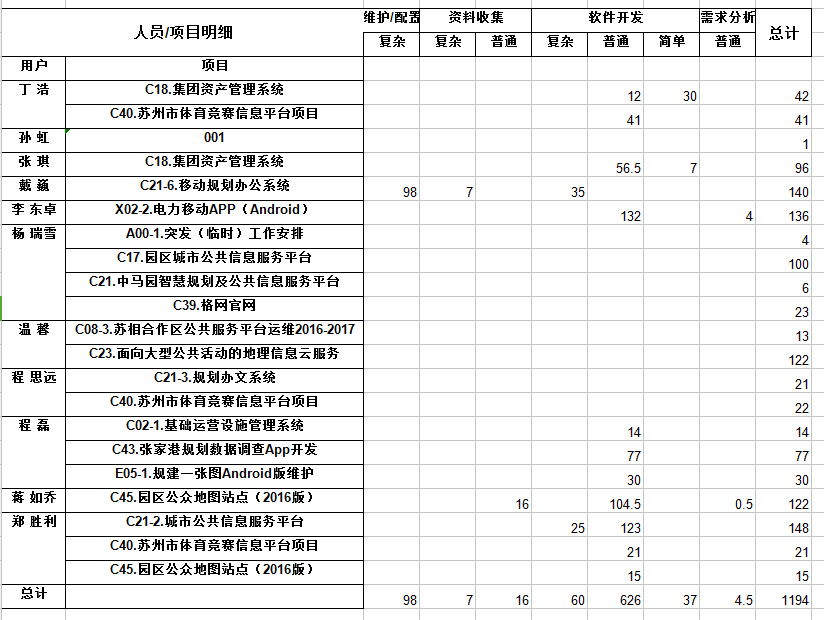 人员/项目明细 维护/配置 资料收集 软件开发 需求分析 总计
复杂 复杂 普通 复杂 普通 简单 普通
用户 项目
丁 浩 C18.集团资产管理系统 12 30 42
C40.苏州市体育竞赛信息平台项目 41 41
孙 虹 001 1
张 琪 C18.集团资产管理系统 56.5 7 96
戴 巍 C21-6.移动规划办公系统 98 7 35 140
李 东卓 X02-2.电力移动APP（Android） 132 4 136
杨 瑞雪 A00-1.突发（临时）工作安排 4
C17.园区城市公共信息服务平台 100
C21.中马园智慧规划及公共信息服务平台 6
C39.格网官网 23
温 馨 C08-3.苏相合作区公共服务平台运维2016-2017 13
C23.面向大型公共活动的地理信息云服务 122
程 思远 C21-3.规划办文系统 21
C40.苏州市体育竞赛信息平台项目 22
程 磊 C02-1.基础运营设施管理系统 14 14
C43.张家港规划数据调查App开发 77 77
E05-1.规建一张图Android版维护 30 30
蒋 如乔 C45.园区公众地图站点（2016版） 16 104.5 0.5 122
郑 胜利 C21-2.城市公共信息服务平台 25 123 148
C40.苏州市体育竞赛信息平台项目 21 21
C45.园区公众地图站点（2016版） 15 15
总计 98 7 16 60 626 37 4.5 1194